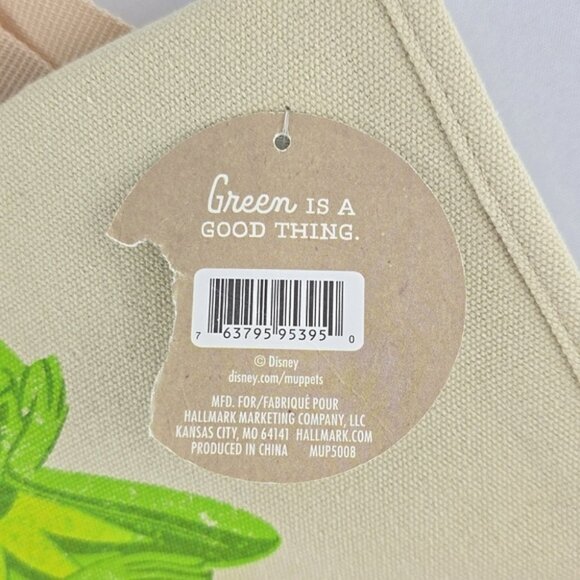 Green IS A
GOOD THING.
7 63795 95395 0
© Disney
disney.com/muppets
MFD. FOR/FABRIQUÉ POUR
HALLMARK MARKETING COMPANY, LLC
KANSAS CITY, MO 64141 HALLMARK.COM
PRODUCED IN CHINA MUP5008